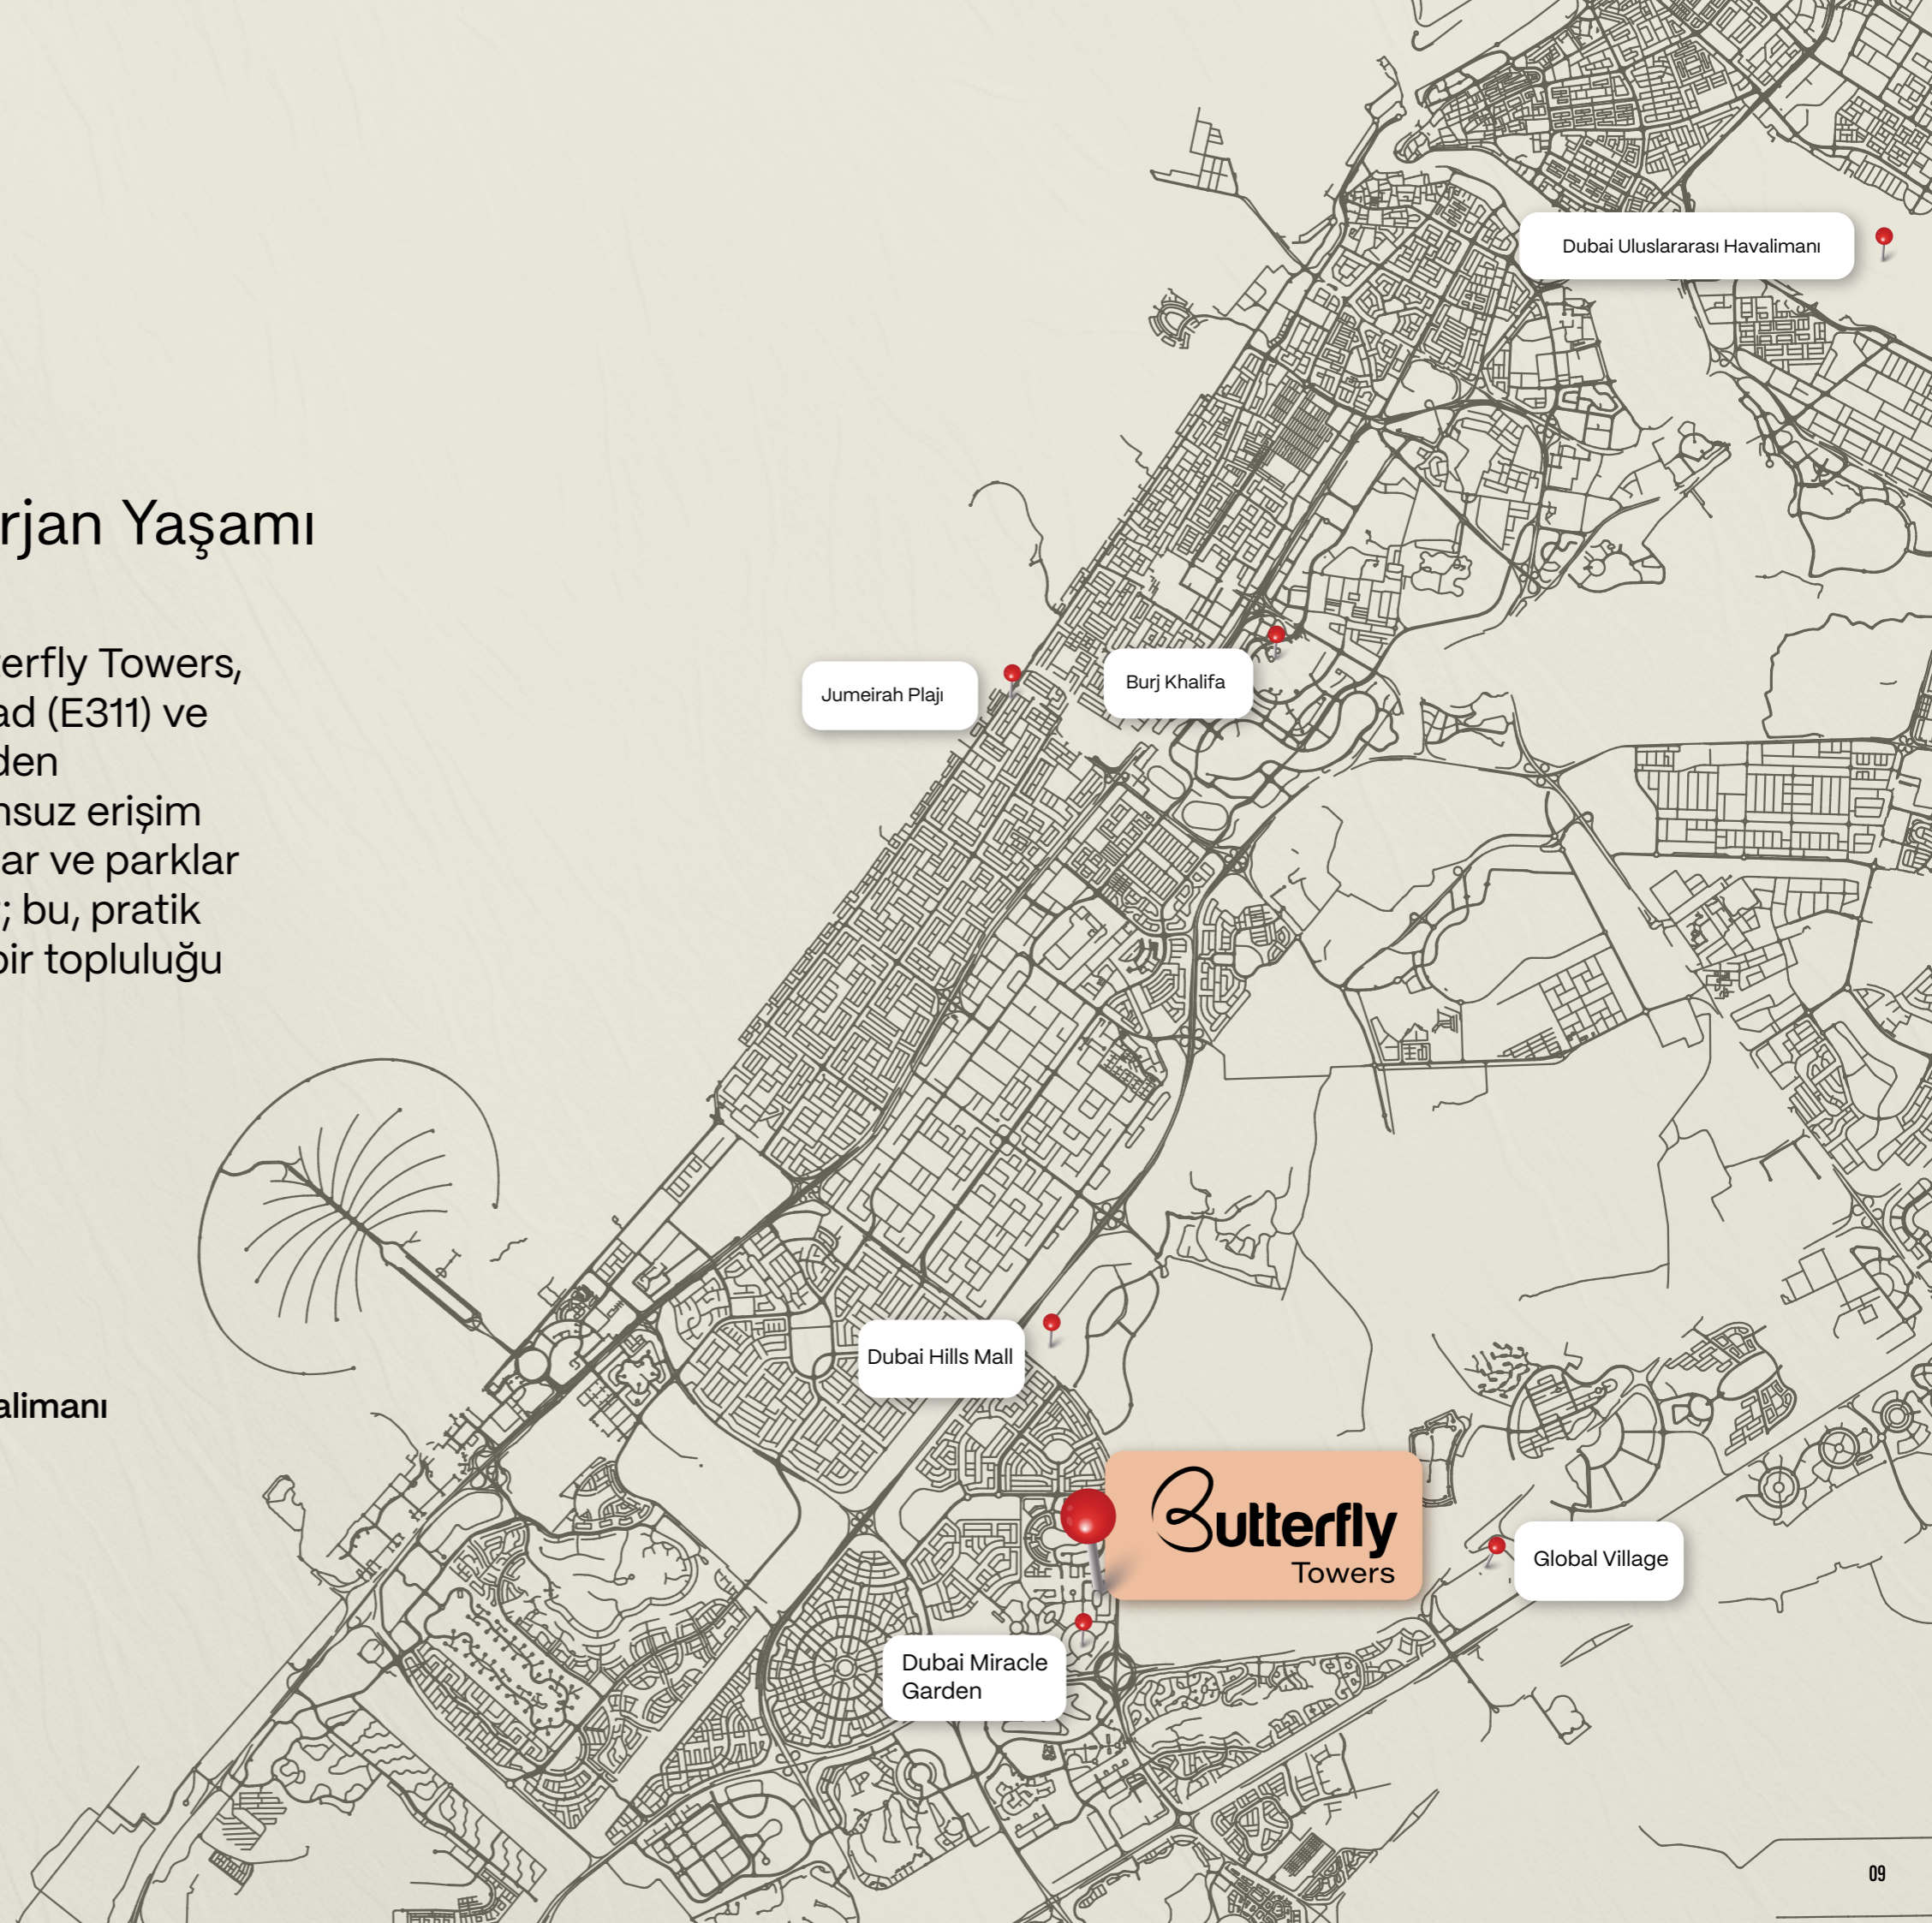 rjan Yaşamı
erfly Towers,
ad (E311) ve
den
nsuz erişim
ar ve parklar
; bu, pratik
bir topluluğu
alimanı
Dubai Uluslararası Havalimanı
Jumeirah Plajı
Burj Khalifa
Dubai Hills Mall
Butterfly
Towers
Global Village
Dubai Miracle
Garden
09